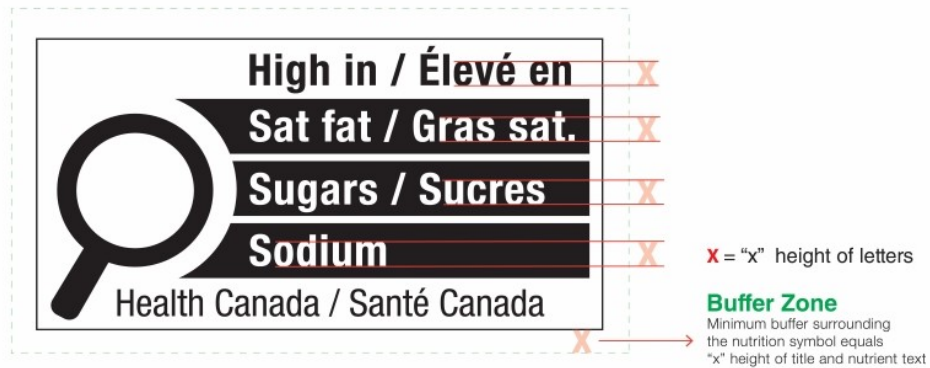 High in / Élevé en X
Sat fat / Gras sat. X
Sugars / Sucres X
Sodium X
Health Canada / Santé Canada
X
X = “x” height of letters
Buffer Zone
Minimum buffer surrounding
the nutrition symbol equals
“x” height of title and nutrient text